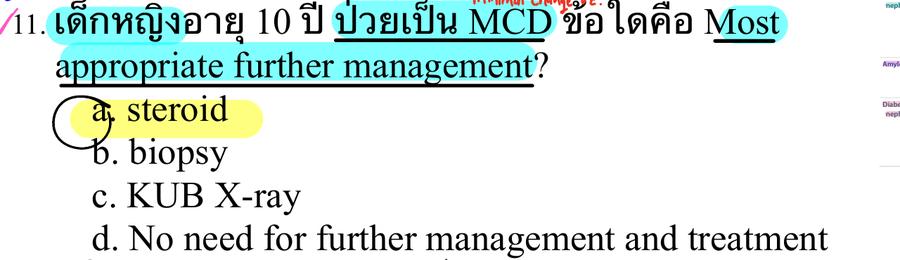 11. เด็กหญิงอายุ 10 ปี ป่วยเป็น MCD ข้อใดคือ Most
appropriate further management?
a. steroid
b. biopsy
c. KUB X-ray
d. No need for further management and treatment